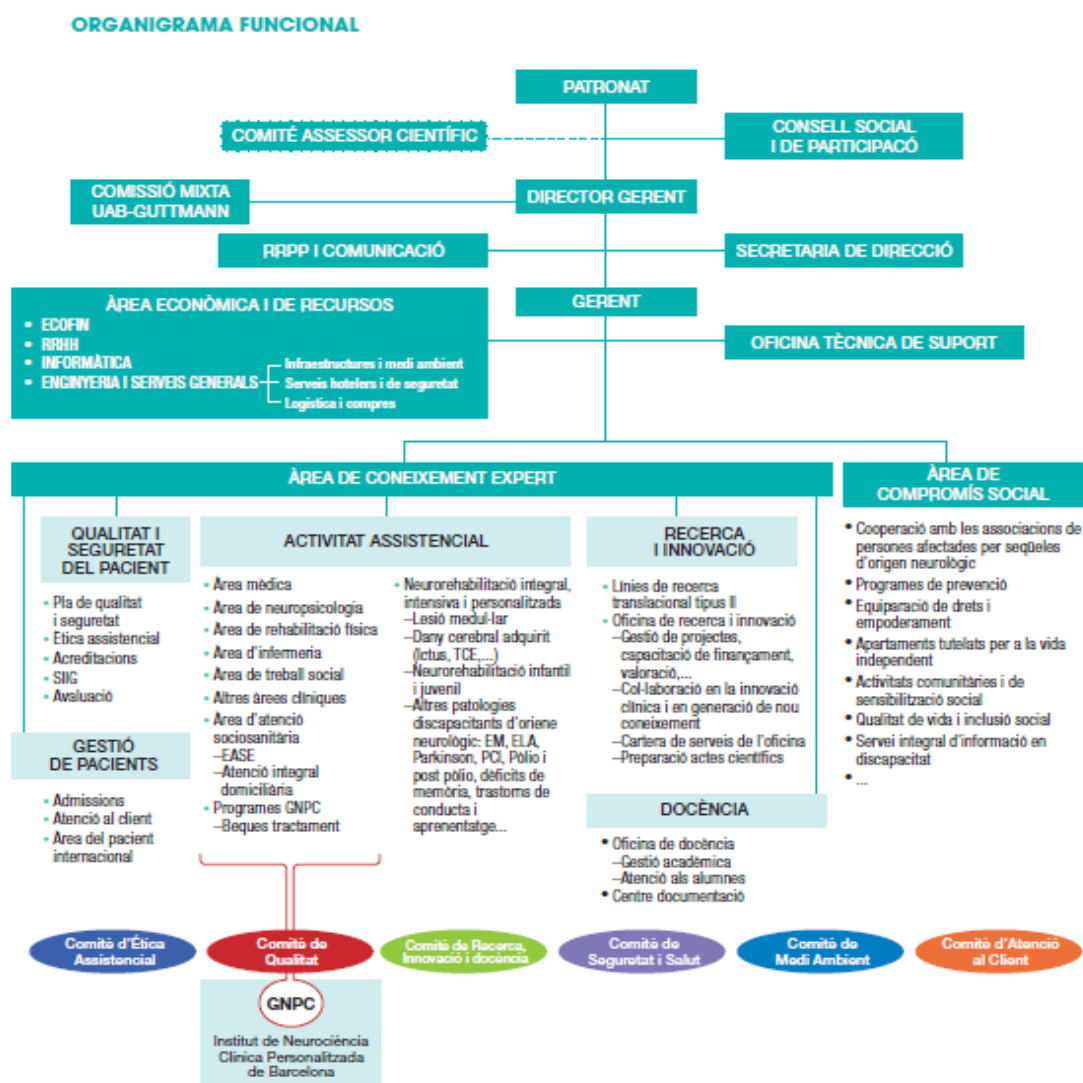 ORGANIGRAMA FUNCIONAL
PATRONAT
COMITÉ ASSESSOR CIENTÍFIC
CONSELL SOCIAL
I DE PARTICIPACÓ
COMISSIÓ MIXTA
UAB-GUTTMANN
DIRECTOR GERENT
RRPP I COMUNICACIÓ
SECRETARIA DE DIRECCIÓ
ÀREA ECONÒMICA I DE RECURSOS
• ECOFIN
• RRHH
• INFORMÀTICA
• ENGINYERIA I SERVEIS GENERALS
Infraestructures i medi ambient
Serveis hotelers i de seguretat
Logística i compres
GERENT
OFICINA TÈCNICA DE SUPORT
ÀREA DE CONEIXEMENT EXPERT
QUALITAT I
SEGURETAT
DEL PACIENT
• Pla de qualitat
i seguretat
• Ètica assistencial
• Acreditacions
• SIIG
• Avaluació
GESTIÓ
DE PACIENTS
• Admissions
• Atenció al client
• Àrea del pacient
internacional
ACTIVITAT ASSISTENCIAL
• Àrea mèdica
• Àrea de neuropsicologia
• Àrea de rehabilitació física
• Àrea d'infermeria
• Àrea de treball social
• Altres àrees clíniques
• Àrea d'atenció
sociosanitària
–EASE
–Atenció integral
domiciliària
• Programes GNPC
–Beques tractament
• Neurorehabilitació integral,
intensiva i personalitzada
–Lesió medul·lar
–Dany cerebral adquirit
(Ictus, TCE,...)
–Neurorehabilitació infantil
i juvenil
–Altres patologies
discapacitants d'oriene
neurològic: EM, ELA,
Parkinson, PCI, Pòlio i
post pòlio, dèficits de
memòria, trastorns de
conducta i
aprenentatge...
RECERCA
I INNOVACIÓ
• Línies de recerca
translacional tipus II
• Oficina de recerca i innovació
–Gestió de projectes,
capacitació de finançament,
valoració,...
–Col·laboració en la innovació
clínica i en generació de nou
coneixement
–Cartera de serveis de l'oficina
–Preparació actes científics
DOCÈNCIA
• Oficina de docència
–Gestió acadèmica
–Atenció als alumnes
• Centre documentació
ÀREA DE
COMPROMÍS SOCIAL
• Cooperació amb les associacions de
persones afectades per seqüeles
d'origen neurològic
• Programes de prevenció
• Equiparació de drets i
empoderament
• Apartaments tutelats per a la vida
independent
• Activitats comunitàries i de
sensibilització social
• Qualitat de vida i inclusió social
• Servei integral d'informació en
discapacitat
• ...
Comitè d'Ètica
Assistencial
Comitè de
Qualitat
Comitè de Recerca,
Innovació i docència
Comitè de
Seguretat i Salut
Comitè de
Medi Ambient
Comitè d'Atenció
al Client
GNPC
Institut de Neurociència
Clínica Personalitzada
de Barcelona